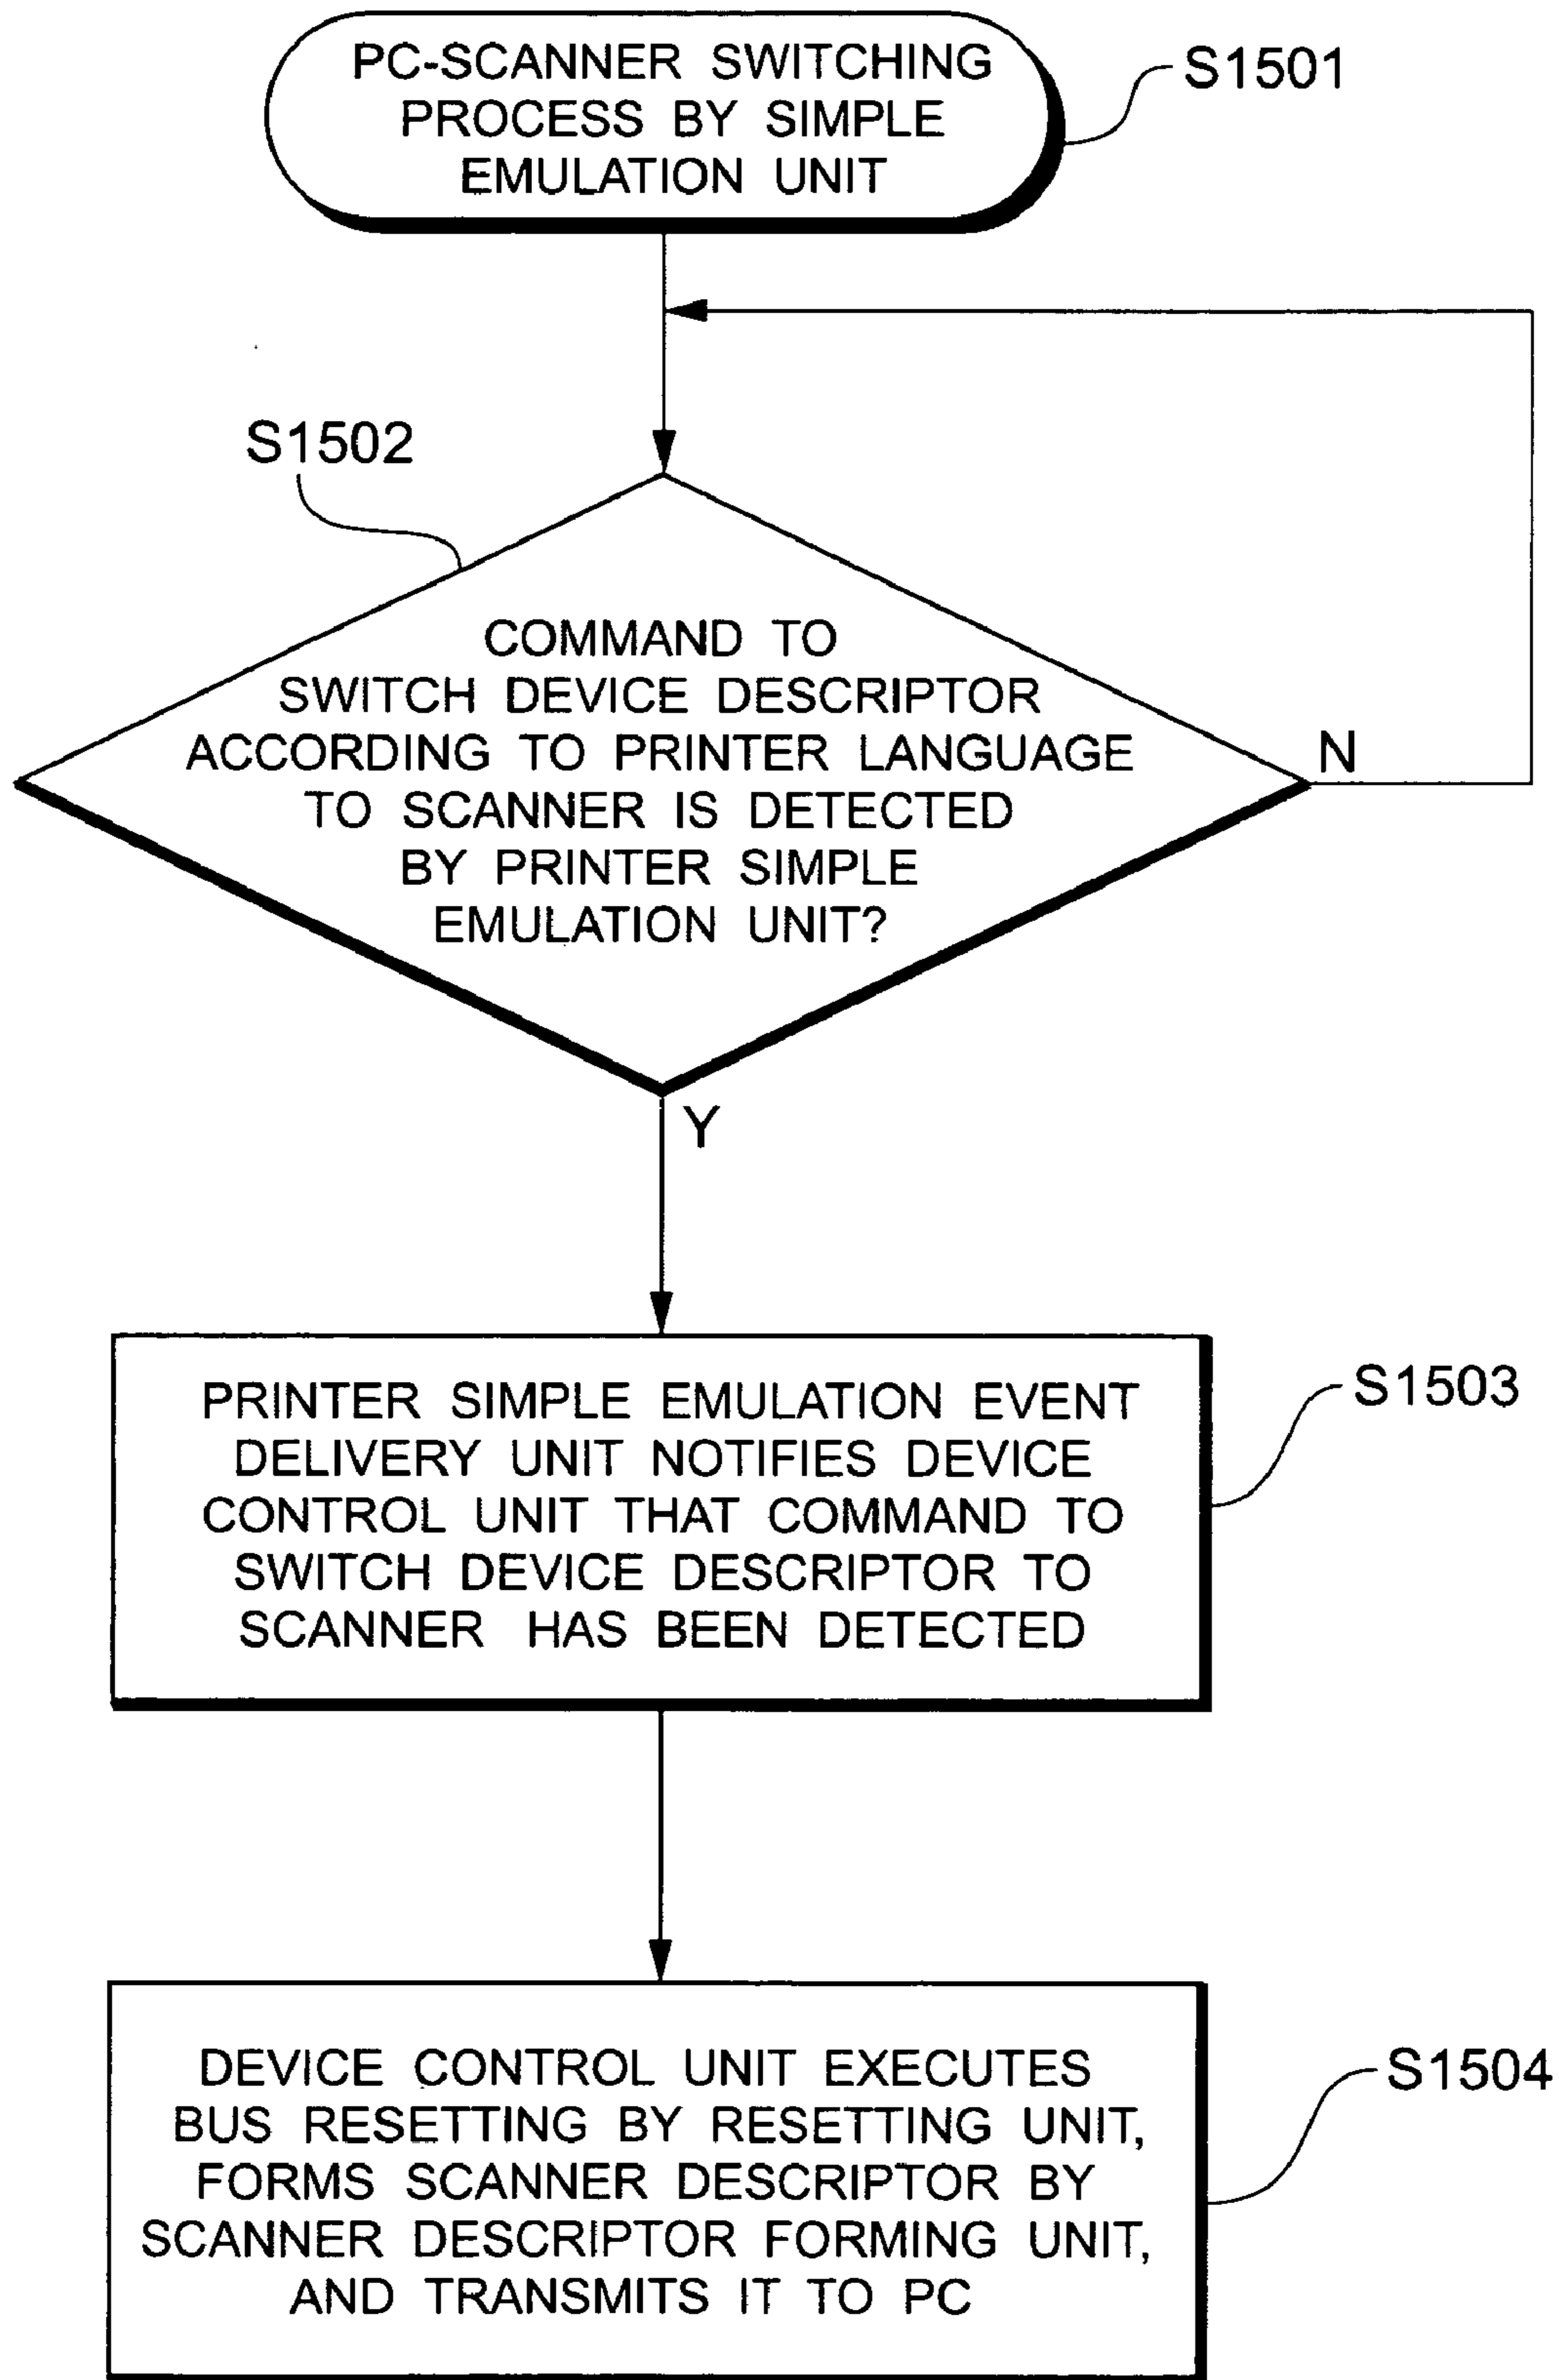 PC-SCANNER SWITCHING
PROCESS BY SIMPLE
EMULATION UNIT
S1501
S1502
COMMAND TO
SWITCH DEVICE DESCRIPTOR
ACCORDING TO PRINTER LANGUAGE
TO SCANNER IS DETECTED
BY PRINTER SIMPLE
EMULATION UNIT?
N
Y
PRINTER SIMPLE EMULATION EVENT
DELIVERY UNIT NOTIFIES DEVICE
CONTROL UNIT THAT COMMAND TO
SWITCH DEVICE DESCRIPTOR TO
SCANNER HAS BEEN DETECTED
S1503
DEVICE CONTROL UNIT EXECUTES
BUS RESETTING BY RESETTING UNIT,
FORMS SCANNER DESCRIPTOR BY
SCANNER DESCRIPTOR FORMING UNIT,
AND TRANSMITS IT TO PC
S1504